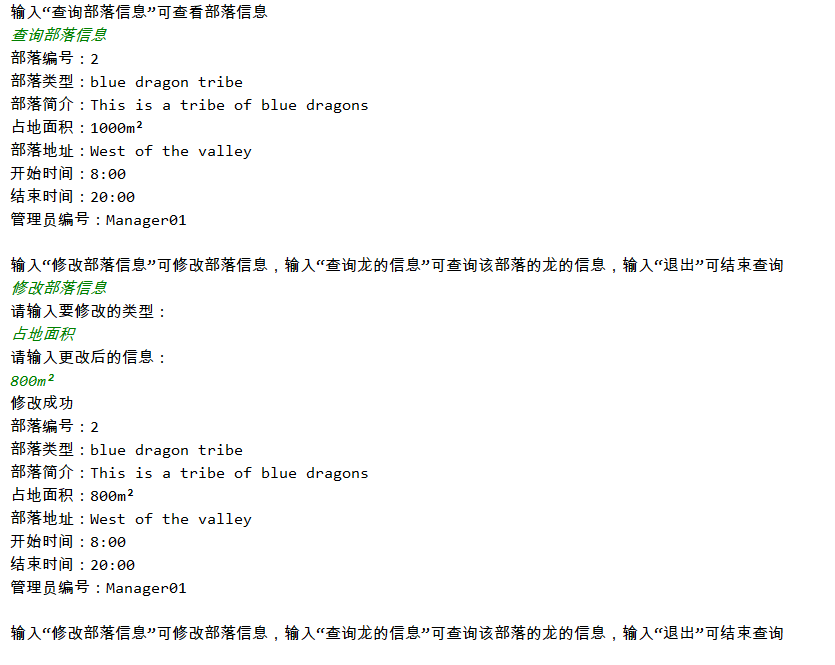 输入“查询部落信息”可查看部落信息
查询部落信息
部落编号：2
部落类型：blue dragon tribe
部落简介：This is a tribe of blue dragons
占地面积：1000m²
部落地址：West of the valley
开始时间：8:00
结束时间：20:00
管理员编号：Manager01
输入“修改部落信息”可修改部落信息，输入“查询龙的信息”可查询该部落的龙的信息，输入“退出”可结束查询
修改部落信息
请输入要修改的类型：
占地面积
请输入更改后的信息：
800m²
修改成功
部落编号：2
部落类型：blue dragon tribe
部落简介：This is a tribe of blue dragons
占地面积：800m²
部落地址：West of the valley
开始时间：8:00
结束时间：20:00
管理员编号：Manager01
输入“修改部落信息”可修改部落信息，输入“查询龙的信息”可查询该部落的龙的信息，输入“退出”可结束查询